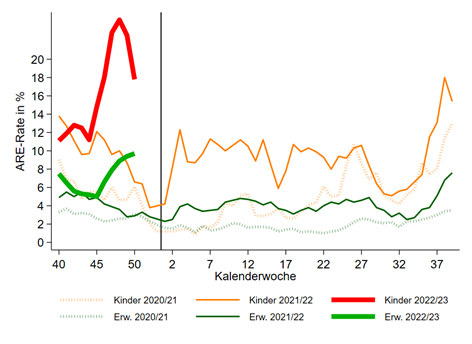 ARE-Rate in %
20
18
16
14
12
10
8
6
4
2
0
40 45 50 2 7 12 17 22 27 32 37
Kalenderwoche
Kinder 2020/21 Kinder 2021/22 Kinder 2022/23
Erw. 2020/21 Erw. 2021/22 Erw. 2022/23